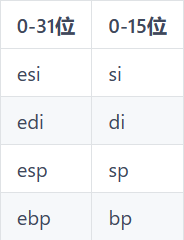 0-31位 0-15位
esi si
edi di
esp sp
ebp bp